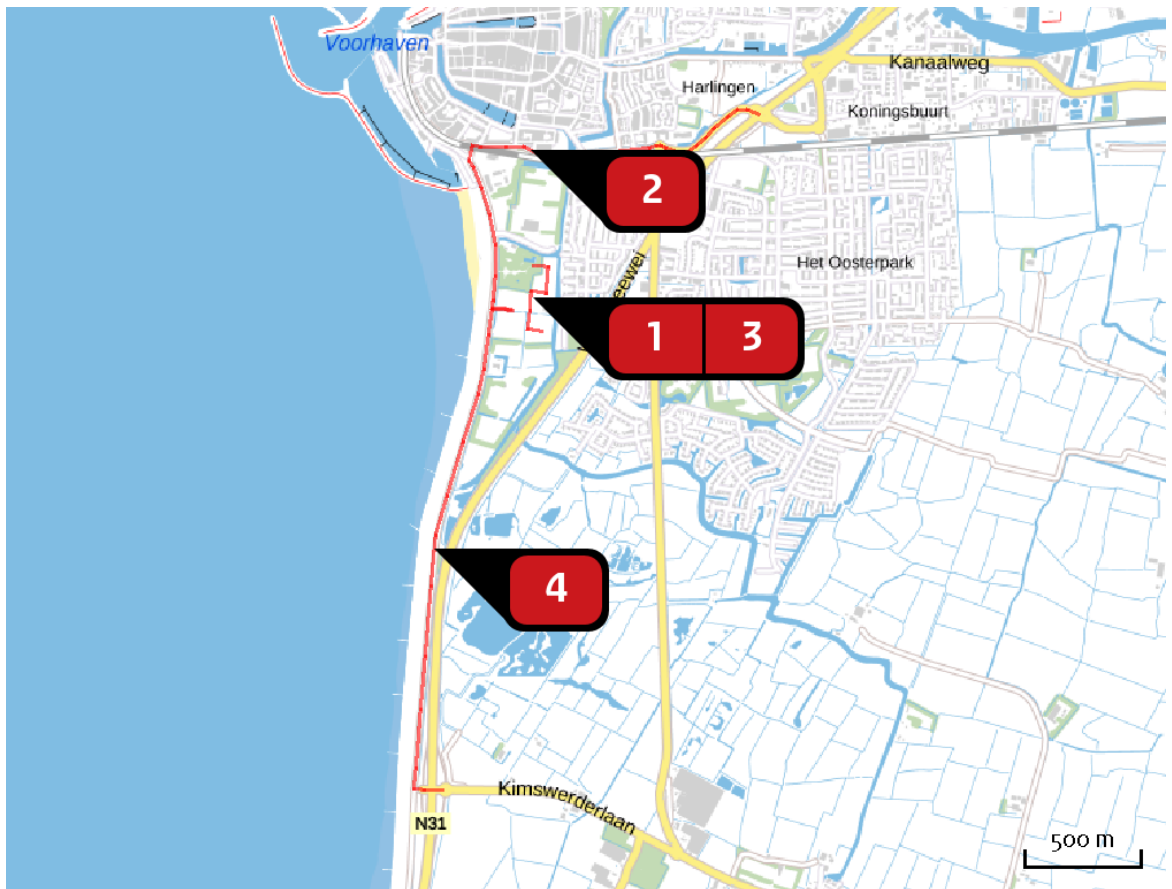 Voorhaven
Kanaalweg
Harlingen
Koningsbuurt
2
Het Oosterpark
1 3
4
Kimswerderlaan
N31
500 m